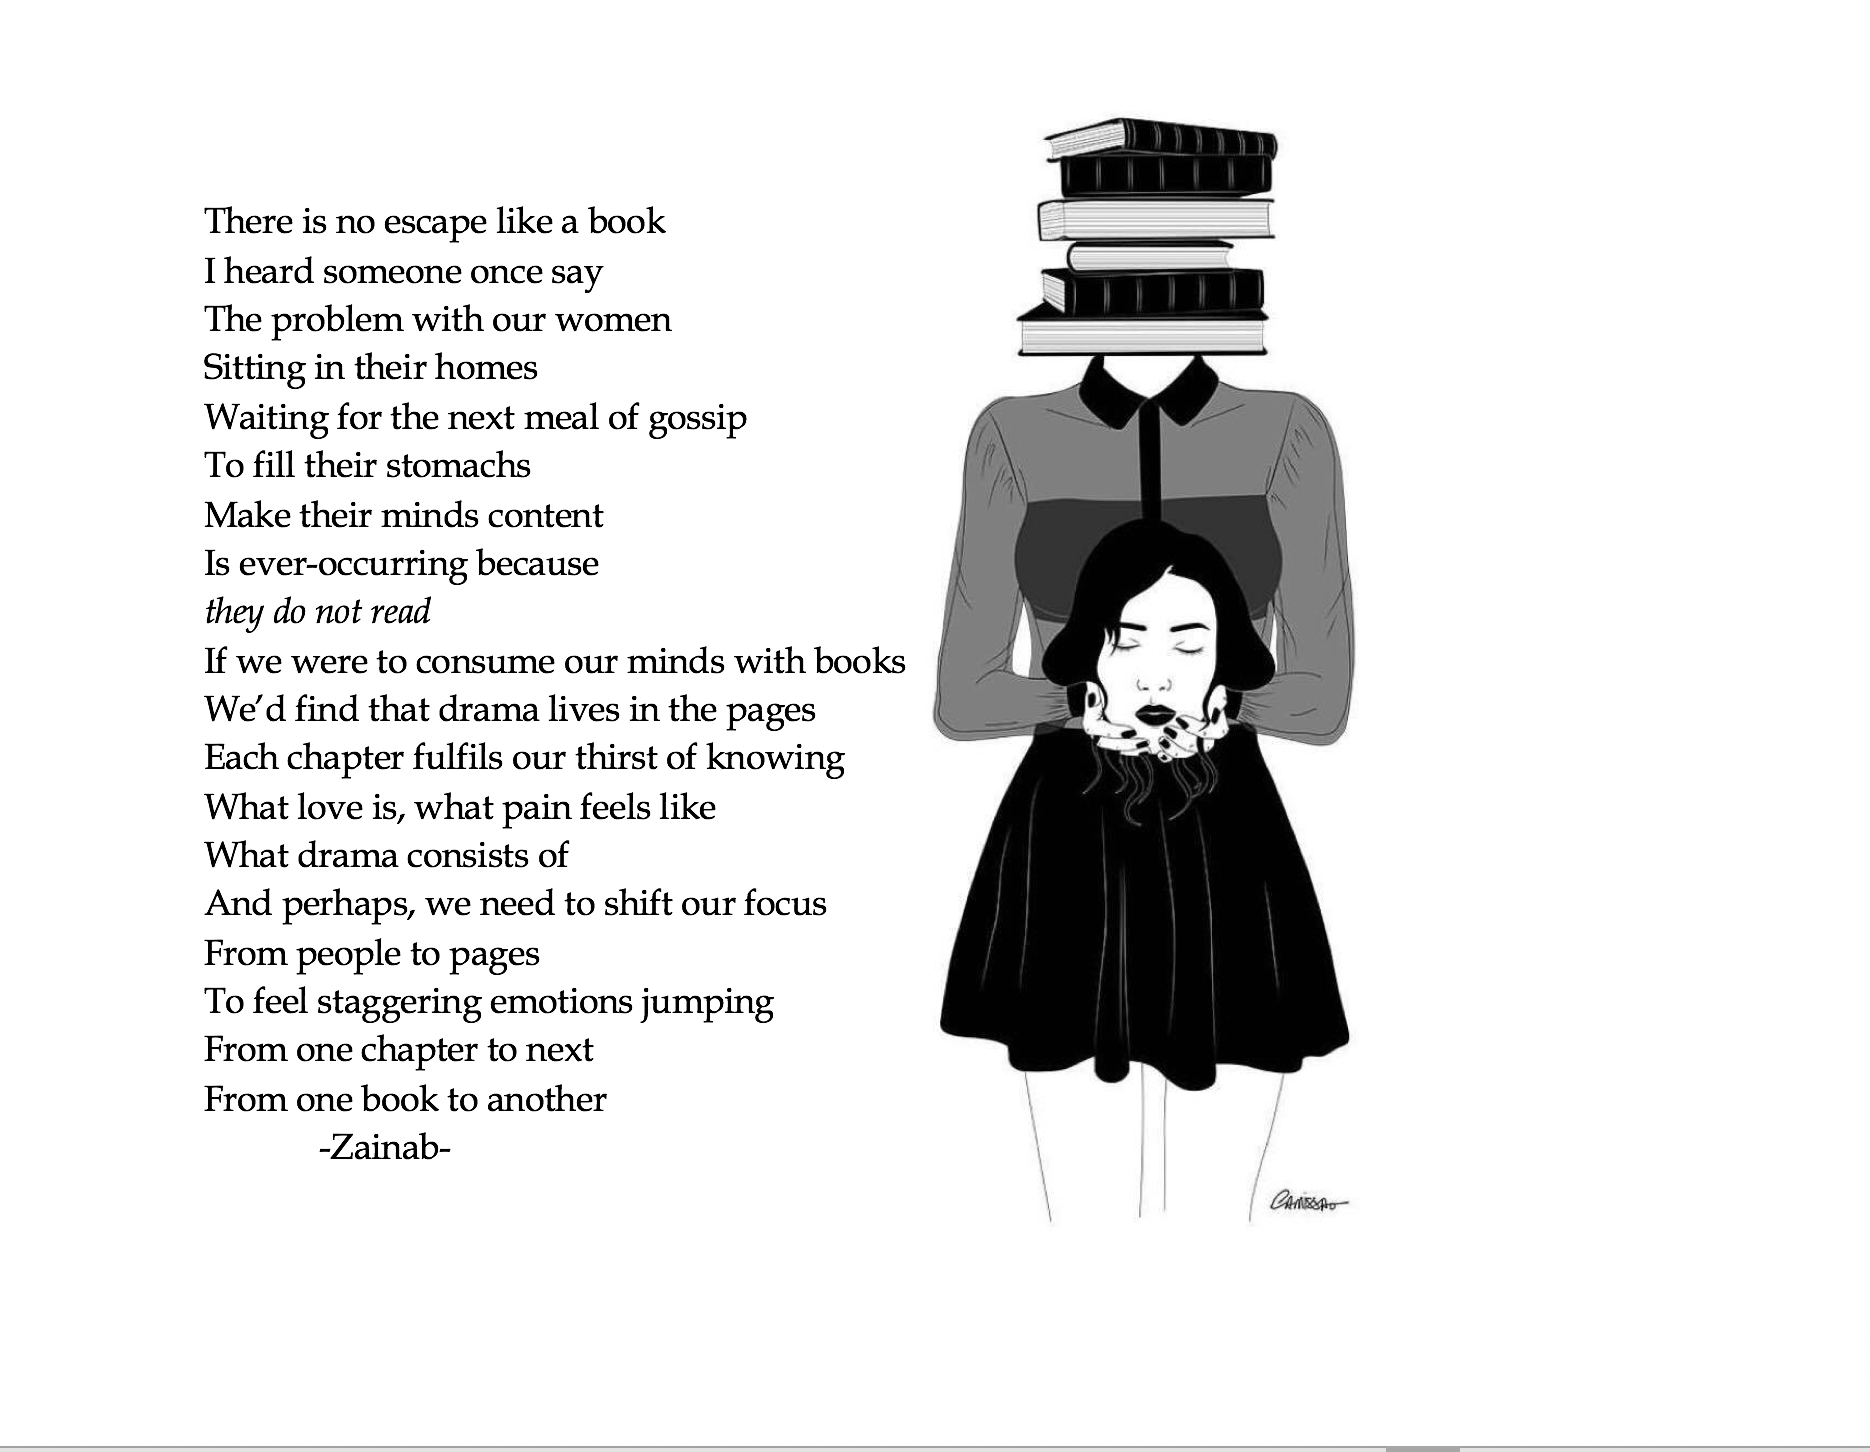 There is no escape like a book
I heard someone once say
The problem with our women
Sitting in their homes
Waiting for the next meal of gossip
To fill their stomachs
Make their minds content
Is ever-occurring because
they do not read
If we were to consume our minds with books
We’d find that drama lives in the pages
Each chapter fulfils our thirst of knowing
What love is, what pain feels like
What drama consists of
And perhaps, we need to shift our focus
From people to pages
To feel staggering emotions jumping
From one chapter to next
From one book to another
-Zainab-